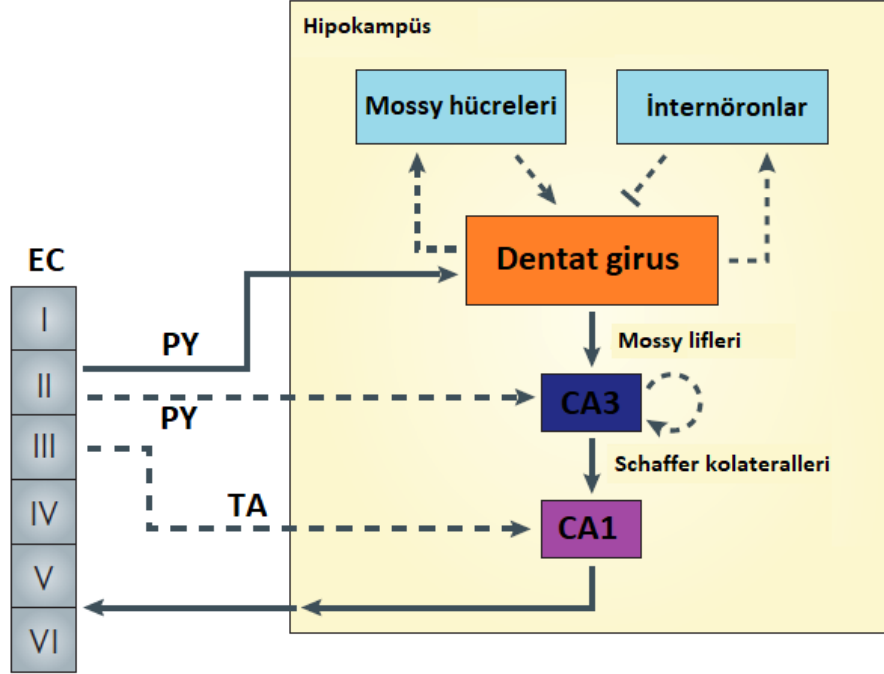 Hipokampüs
Mossy hücreleri
İnternöronlar
Dentat girus
EC
I
II
III
IV
V
VI
PY
PY
TA
Mossy lifleri
CA3
Schaffer kolateralleri
CA1